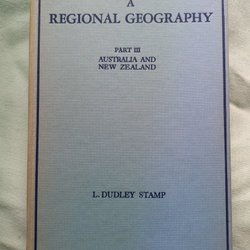 A
REGIONAL GEOGRAPHY
PART III
AUSTRALIA AND
NEW ZEALAND
L. DUDLEY STAMP